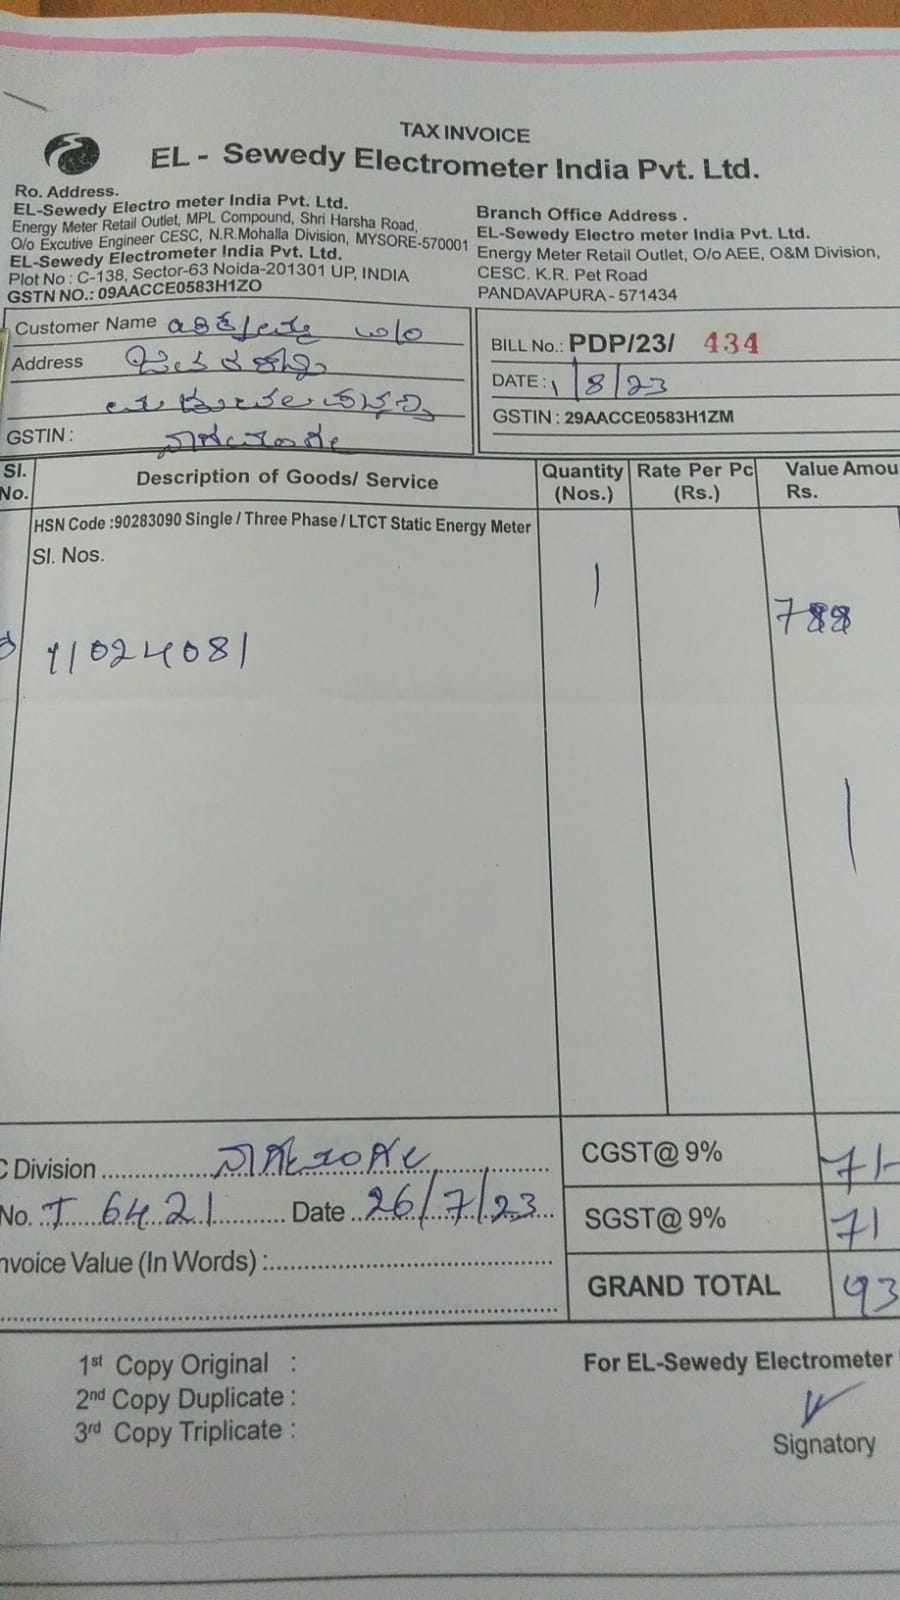 TAX INVOICE
EL - Sewedy Electrometer India Pvt. Ltd.
Ro. Address.
EL-Sewedy Electro meter India Pvt. Ltd.
Energy Meter Retail Outlet, MPL Compound, Shri Harsha Road,
O/o Excutive Engineer CESC, N.R.Mohalla Division, MYSORE-570001
EL-Sewedy Electrometer India Pvt. Ltd.
Plot No : C-138, Sector-63 Noida-201301 UP, INDIA
GSTN NO.: 09AACCE0583H1ZO
Branch Office Address .
EL-Sewedy Electro meter India Pvt. Ltd.
Energy Meter Retail Outlet, O/o AEE, O&M Division,
CESC. K.R. Pet Road
PANDAVAPURA - 571434
Customer Name
Address
GSTIN :
BILL No.: PDP/23/ 434
DATE : 1/8/23
GSTIN : 29AACCE0583H1ZM
Sl. No. Description of Goods/ Service Quantity (Nos.) Rate Per Pc (Rs.) Value Amou Rs.
HSN Code :90283090 Single / Three Phase / LTCT Static Energy Meter
Sl. Nos.
1
788
11024081
C Division
No. T 6421 Date 26/7/23
nvoice Value (In Words) :
CGST@ 9% 71
SGST@ 9% 71
GRAND TOTAL 93
1st Copy Original :
2nd Copy Duplicate :
3rd Copy Triplicate :
For EL-Sewedy Electrometer
Signatory